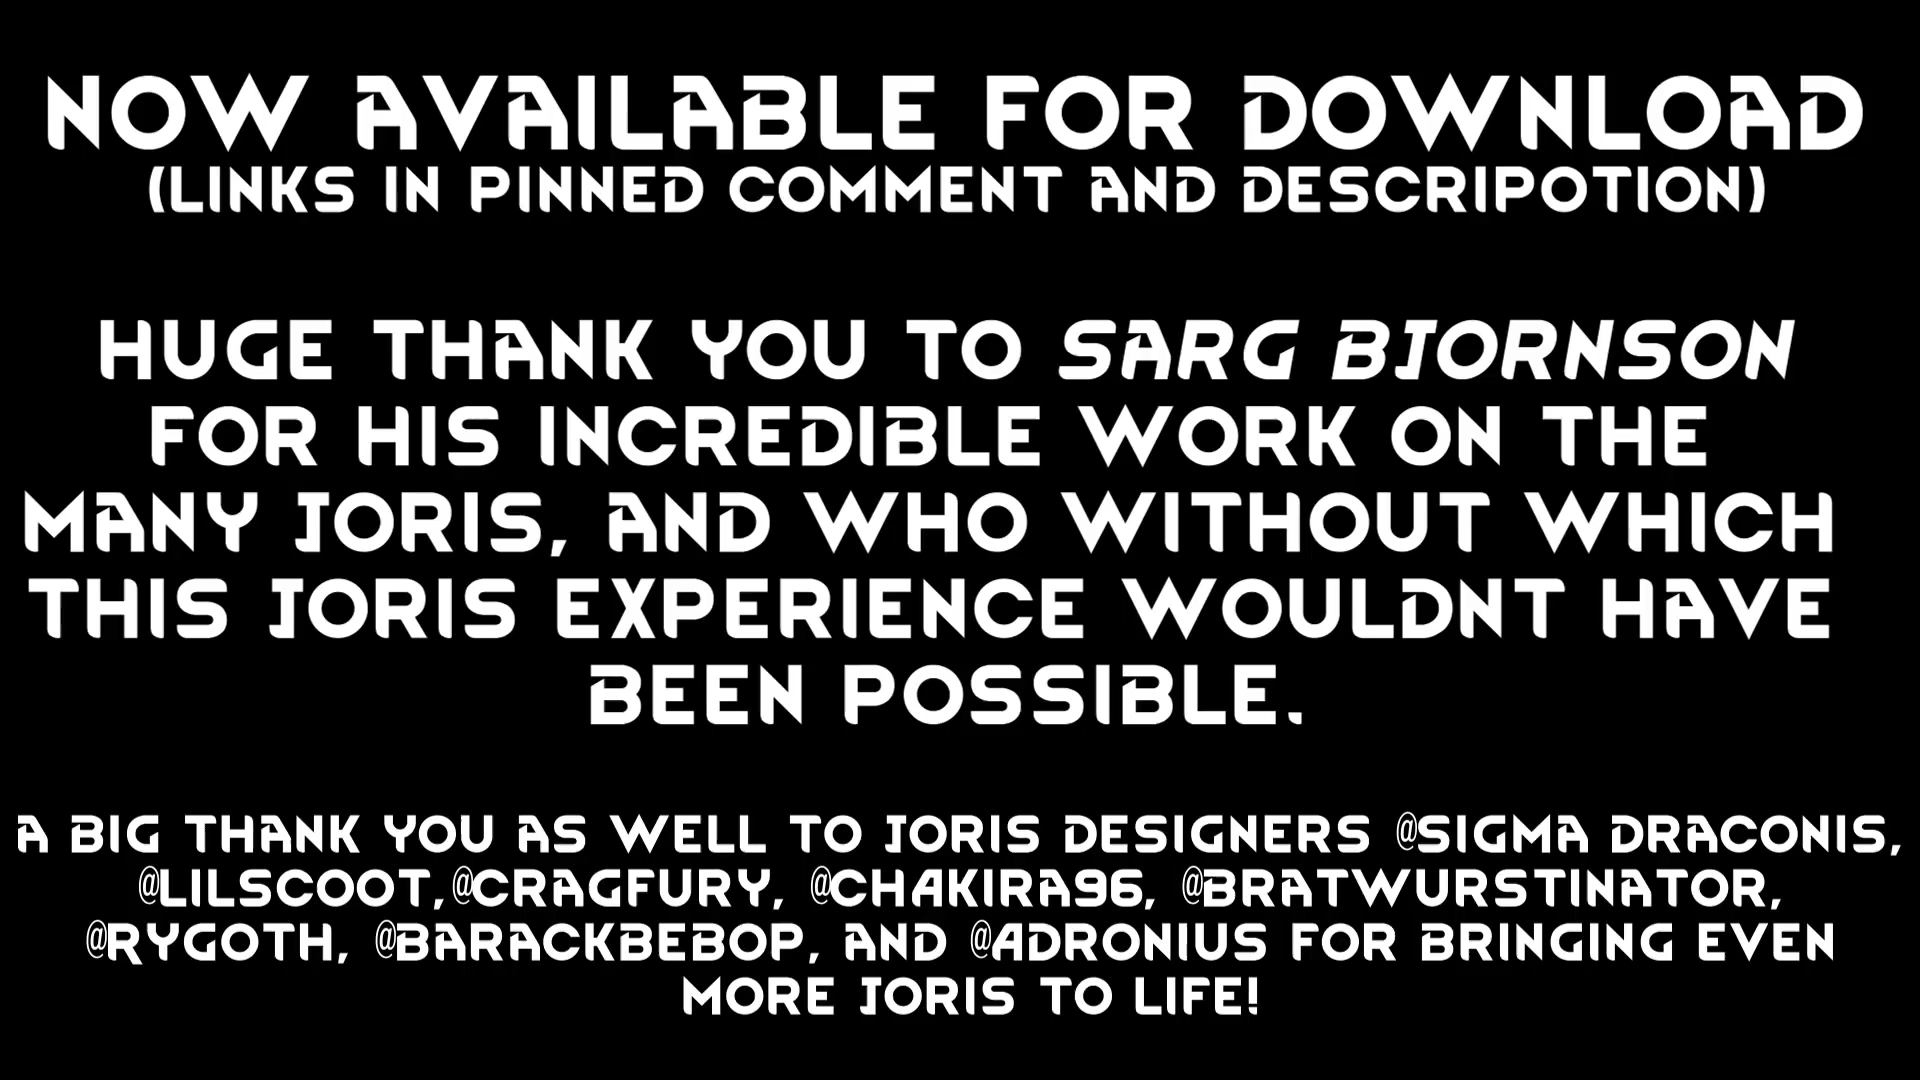 NOW AVAILABLE FOR DOWNLOAD
(LINKS IN PINNED COMMENT AND DESCRIPOTION)
HUGE THANK YOU TO SARG BJORNSON
FOR HIS INCREDIBLE WORK ON THE
MANY JORIS, AND WHO WITHOUT WHICH
THIS JORIS EXPERIENCE WOULDNT HAVE
BEEN POSSIBLE.
A BIG THANK YOU AS WELL TO JORIS DESIGNERS @SIGMA DRACONIS,
@LILSCOOT,@CRAGFURY, @CHAKIRA96, @BRATWURSTINATOR,
@RYGOTH, @BARACKBEBOP, AND @ADRONIUS FOR BRINGING EVEN
MORE JORIS TO LIFE!